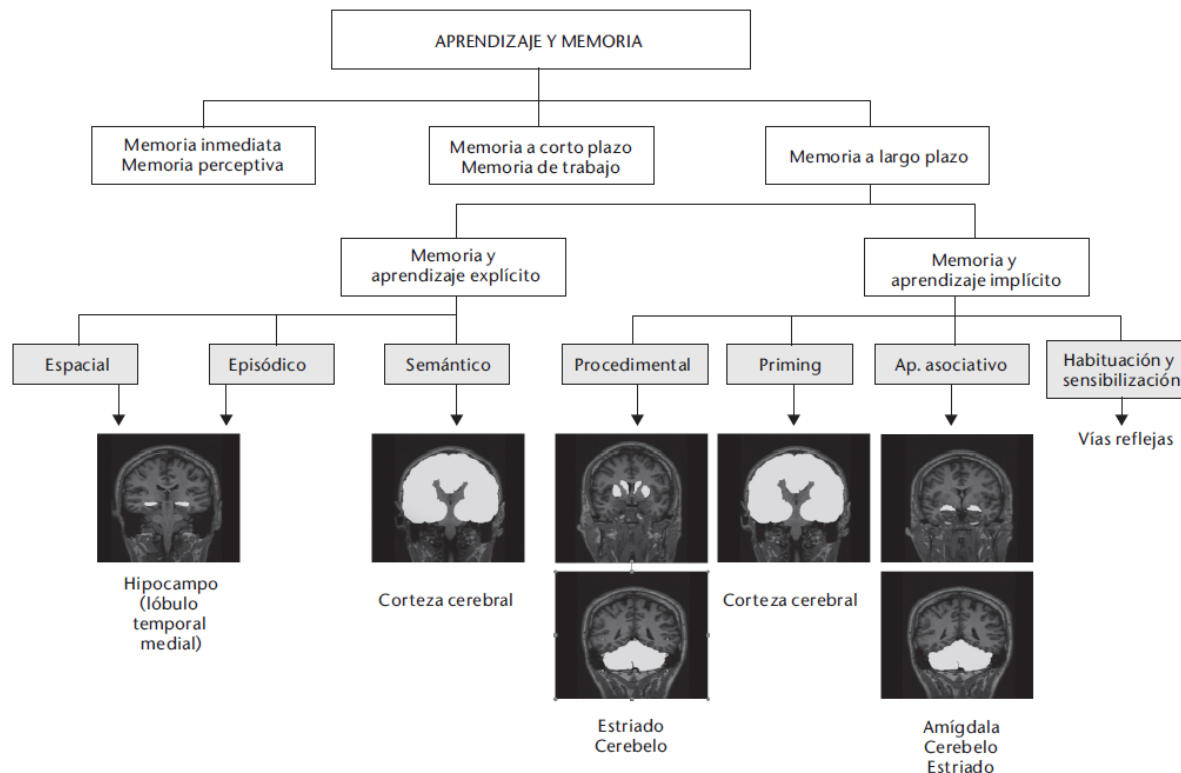 APRENDIZAJE Y MEMORIA
Memoria inmediata
Memoria perceptiva
Memoria a corto plazo
Memoria de trabajo
Memoria a largo plazo
Memoria y
aprendizaje explícito
Memoria y
aprendizaje implícito
Espacial
Episódico
Semántico
Procedimental
Priming
Ap. asociativo
Habituación y
sensibilización
Vías reflejas
Hipocampo
(lóbulo
temporal
medial)
Corteza cerebral
Corteza cerebral
Estriado
Cerebelo
Amígdala
Cerebelo
Estriado